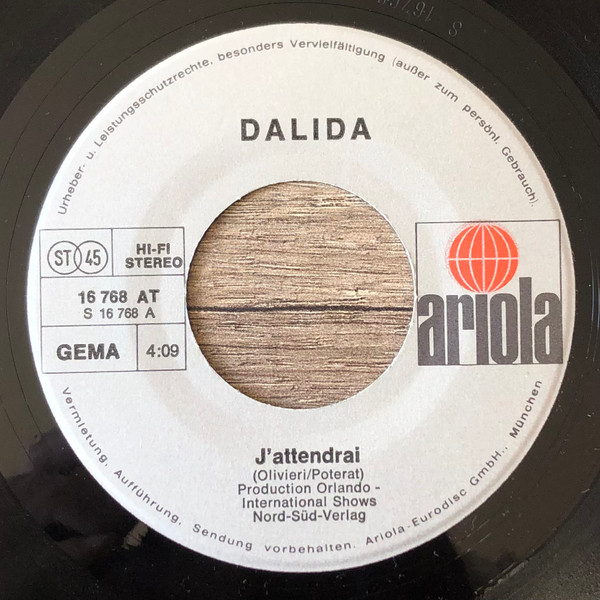 Urheber- u. Leistungsschutzrechte, besonders Vervielfältigung (außer zum persönl. Gebrauch).
DALIDA
ST 45
HI-FI
STEREO
16 768 AT
S 16 768 A
GEMA
4:09
ariola
J'attendrai
(Olivieri/Poterat)
Production Orlando -
International Shows
Nord-Süd-Verlag
Vermietung, Aufführung, Sendung vorbehalten. Ariola-Eurodisc GmbH., München